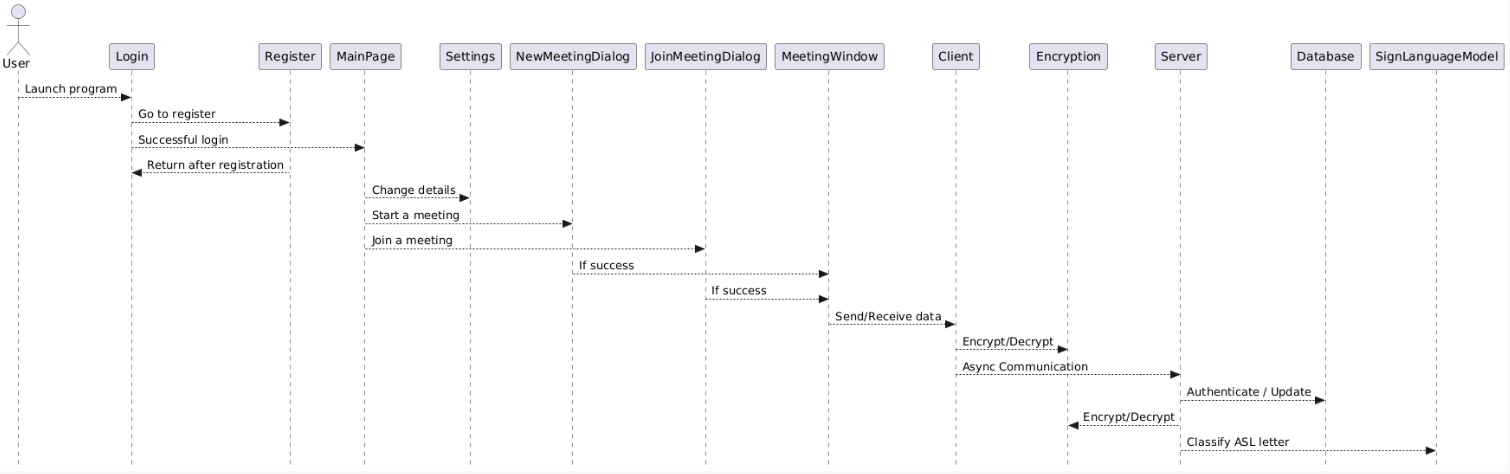 User
Login
Register
MainPage
Settings
NewMeetingDialog
JoinMeetingDialog
MeetingWindow
Client
Encryption
Server
Database
SignLanguageModel
Launch program
Go to register
Successful login
Return after registration
Change details
Start a meeting
Join a meeting
If success
If success
Send/Receive data
Encrypt/Decrypt
Async Communication
Authenticate / Update
Encrypt/Decrypt
Classify ASL letter